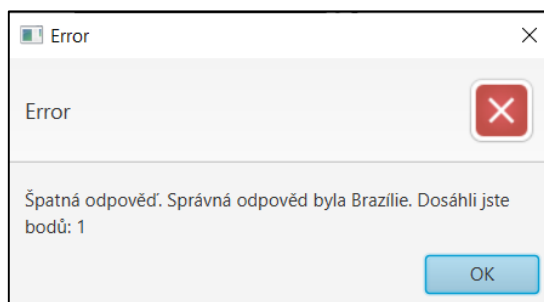 Error
Error
Špatná odpověď. Správná odpověd byla Brazílie. Dosáhli jste
bodů: 1
OK